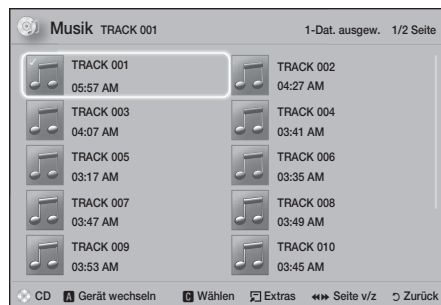 Musik TRACK 001 1-Dat. ausgew. 1/2 Seite
TRACK 001 TRACK 002
05:57 AM 04:27 AM
TRACK 003 TRACK 004
04:07 AM 03:41 AM
TRACK 005 TRACK 006
03:17 AM 03:35 AM
TRACK 007 TRACK 008
03:47 AM 03:49 AM
TRACK 009 TRACK 010
03:53 AM 03:45 AM
CD A Gerät wechseln C Wählen Extras Seite v/z Zurück